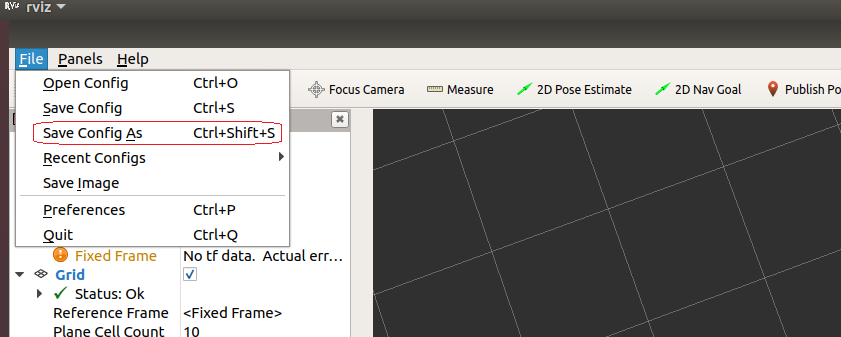 RViz rviz
File Panels Help
Open Config Ctrl+O
Save Config Ctrl+S
Save Config As Ctrl+Shift+S
Recent Configs
Save Image
Preferences Ctrl+P
Quit Ctrl+Q
Focus Camera Measure 2D Pose Estimate 2D Nav Goal Publish Po
Fixed Frame No tf data. Actual err...
Grid
Status: Ok
Reference Frame <Fixed Frame>
Plane Cell Count 10